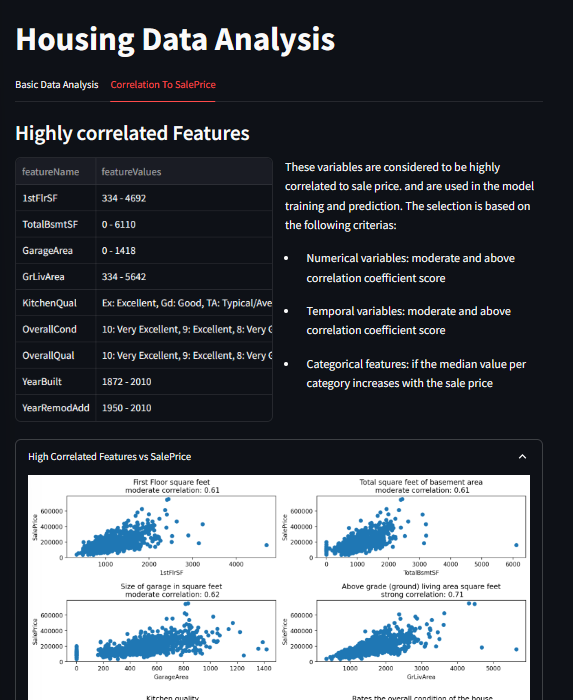 Housing Data Analysis
Basic Data Analysis Correlation To SalePrice
Highly correlated Features
featureName featureValues
1stFlrSF 334 - 4692
TotalBsmtSF 0 - 6110
GarageArea 0 - 1418
GrLivArea 334 - 5642
KitchenQual Ex: Excellent, Gd: Good, TA: Typical/Ave
OverallCond 10: Very Excellent, 9: Excellent, 8: Very G
OverallQual 10: Very Excellent, 9: Excellent, 8: Very G
YearBuilt 1872 - 2010
YearRemodAdd 1950 - 2010
These variables are considered to be highly
correlated to sale price. and are used in the model
training and prediction. The selection is based on
the following criterias:
• Numerical variables: moderate and above
correlation coefficient score
• Temporal variables: moderate and above
correlation coefficient score
• Categorical features: if the median value per
category increases with the sale price
High Correlated Features vs SalePrice
First Floor square feet
moderate correlation: 0.61
SalePrice
600000
400000
200000
0
1000 2000 3000 4000
1stFlrSF
Total square feet of basement area
moderate correlation: 0.61
SalePrice
600000
400000
200000
0
0 1000 2000 3000 4000 5000 6000
TotalBsmtSF
Size of garage in square feet
moderate correlation: 0.62
SalePrice
600000
400000
200000
0
0 200 400 600 800 1000 1200 1400
GarageArea
Above grade (ground) living area square feet
strong correlation: 0.71
SalePrice
600000
400000
200000
0
1000 2000 3000 4000 5000
GrLivArea
Kitchen quality
Rates the overall condition of the house